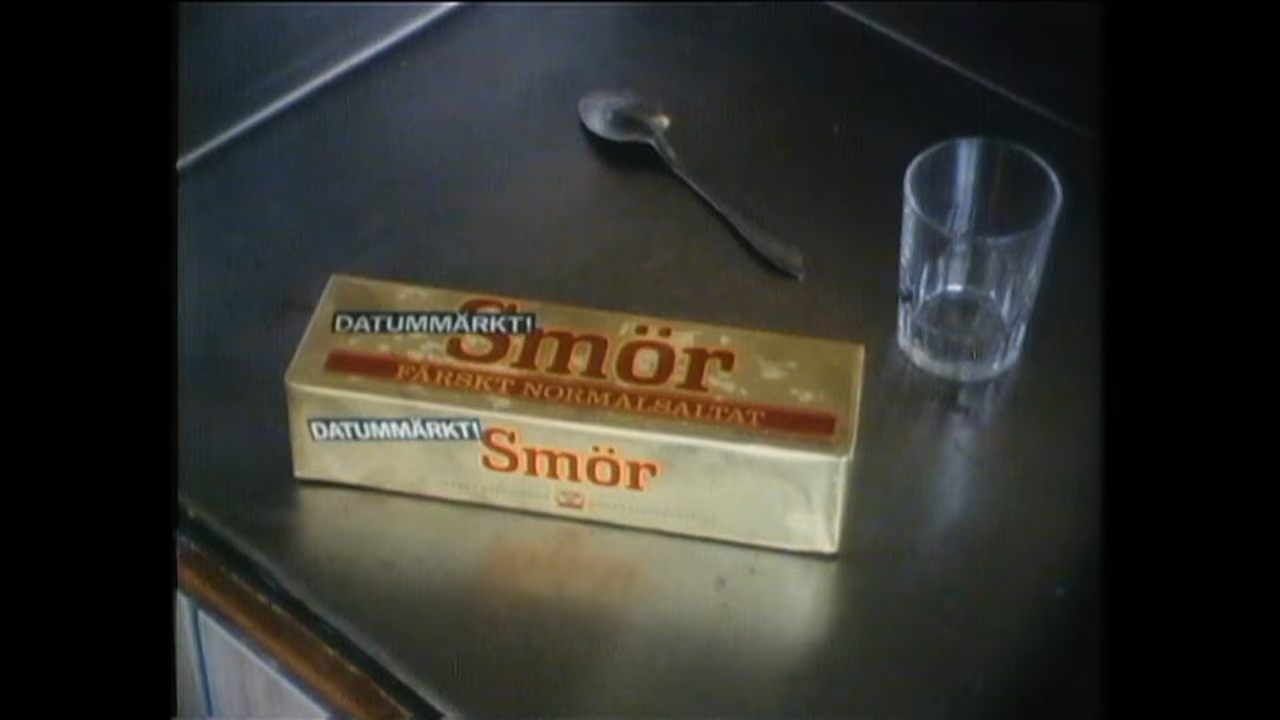 DATUMMÄRKT!
Smör
FÄRSKT NORMALSALTAT
DATUMMÄRKT!
Smör